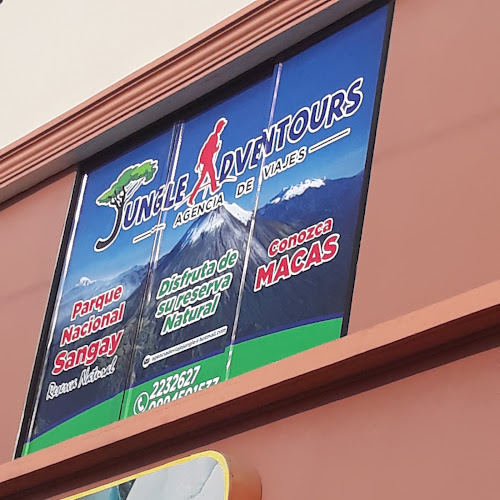 JUNGLE ADVENTOURS
AGENCIA DE VIAJES
Parque
Nacional
Sangay
Reserva Natural
Disfruta de
su reserva
Natural
Conozca
MACAS
2232627